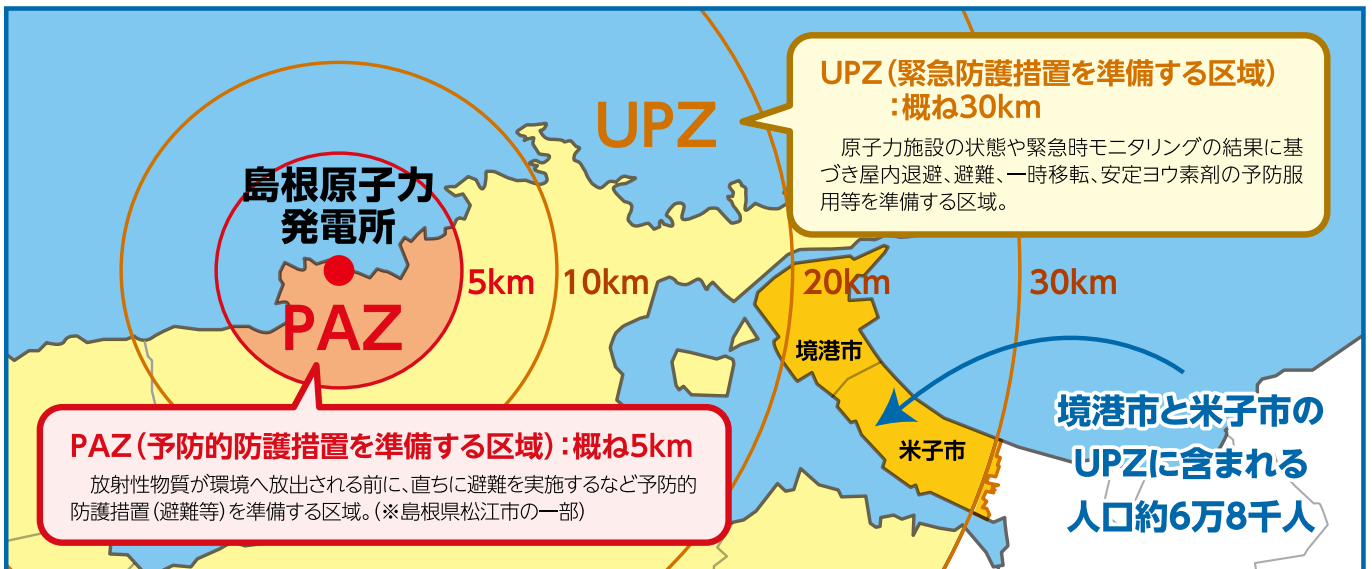 UPZ(緊急防護措置を準備する区域)
:概ね30km
原子力施設の状態や緊急時モニタリングの結果に基
づき屋内退避、避難、一時移転、安定ヨウ素剤の予防服
用等を準備する区域。
UPZ
島根原子力
発電所
PAZ
5km
10km
20km
30km
境港市
米子市
境港市と米子市の
UPZに含まれる
人口約6万8千人
PAZ(予防的防護措置を準備する区域):概ね5km
放射性物質が環境へ放出される前に、直ちに避難を実施するなど予防的
防護措置(避難等)を準備する区域。(※島根県松江市の一部)